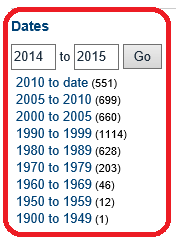 Dates
2014 to 2015 Go
2010 to date (551)
2005 to 2010 (699)
2000 to 2005 (660)
1990 to 1999 (1114)
1980 to 1989 (628)
1970 to 1979 (203)
1960 to 1969 (46)
1950 to 1959 (12)
1900 to 1949 (1)